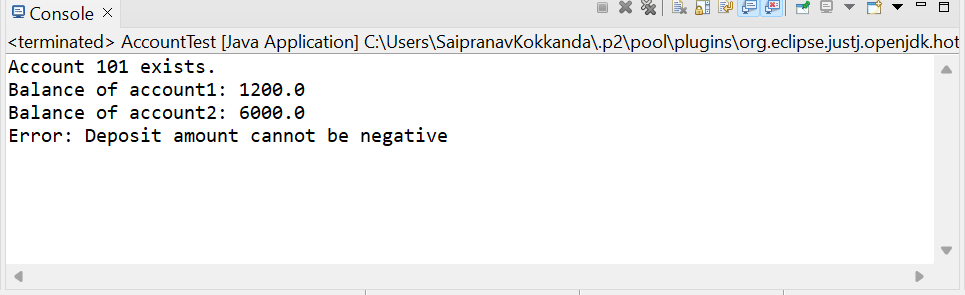 Console
<terminated> AccountTest [Java Application] C:\Users\SaipranavKokkanda\.p2\pool\plugins\org.eclipse.justj.openjdk.hot
Account 101 exists.
Balance of account1: 1200.0
Balance of account2: 6000.0
Error: Deposit amount cannot be negative